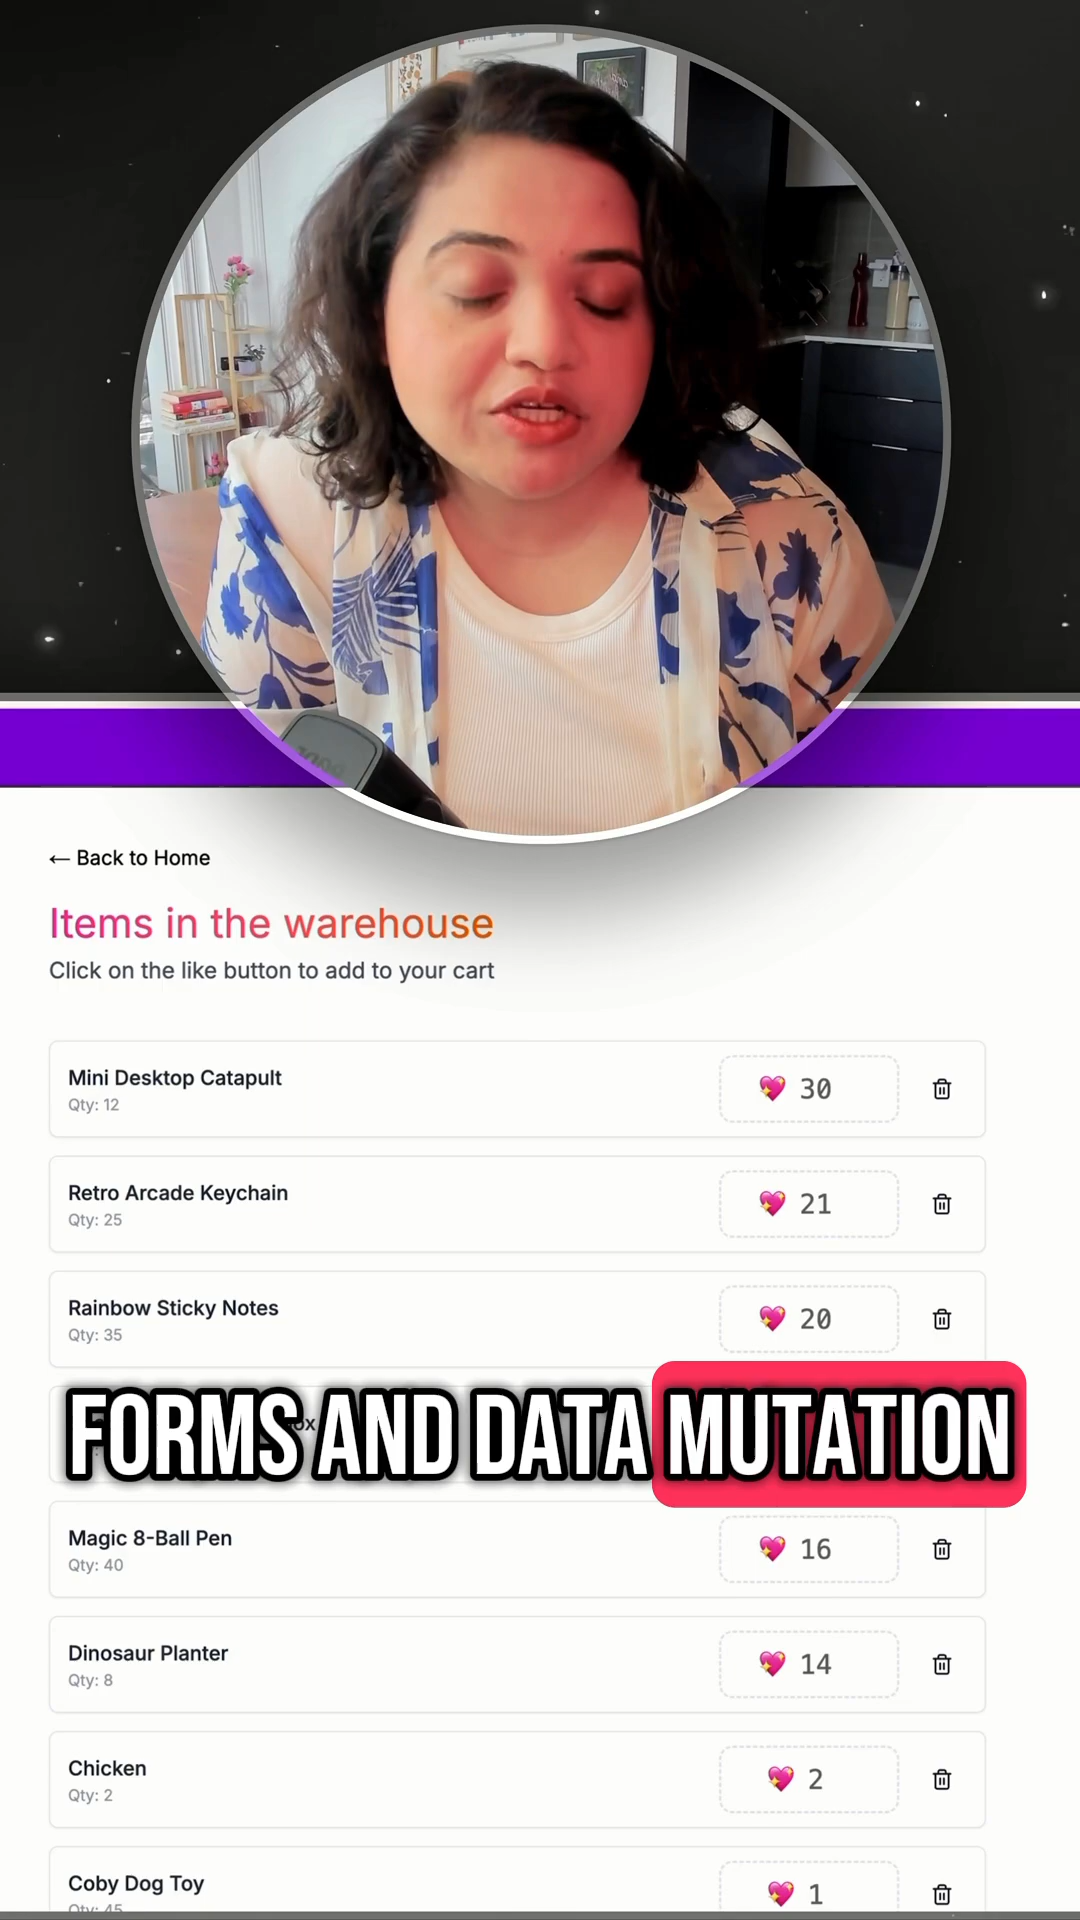 ← Back to Home
Items in the warehouse
Click on the like button to add to your cart
Mini Desktop Catapult
Qty: 12
💖 30
Retro Arcade Keychain
Qty: 25
💖 21
Rainbow Sticky Notes
Qty: 35
💖 20
FORMS AND DATA MUTATION
Magic 8-Ball Pen
Qty: 40
💖 16
Dinosaur Planter
Qty: 8
💖 14
Chicken
Qty: 2
💖 2
Coby Dog Toy
Qty: 45
💖 1